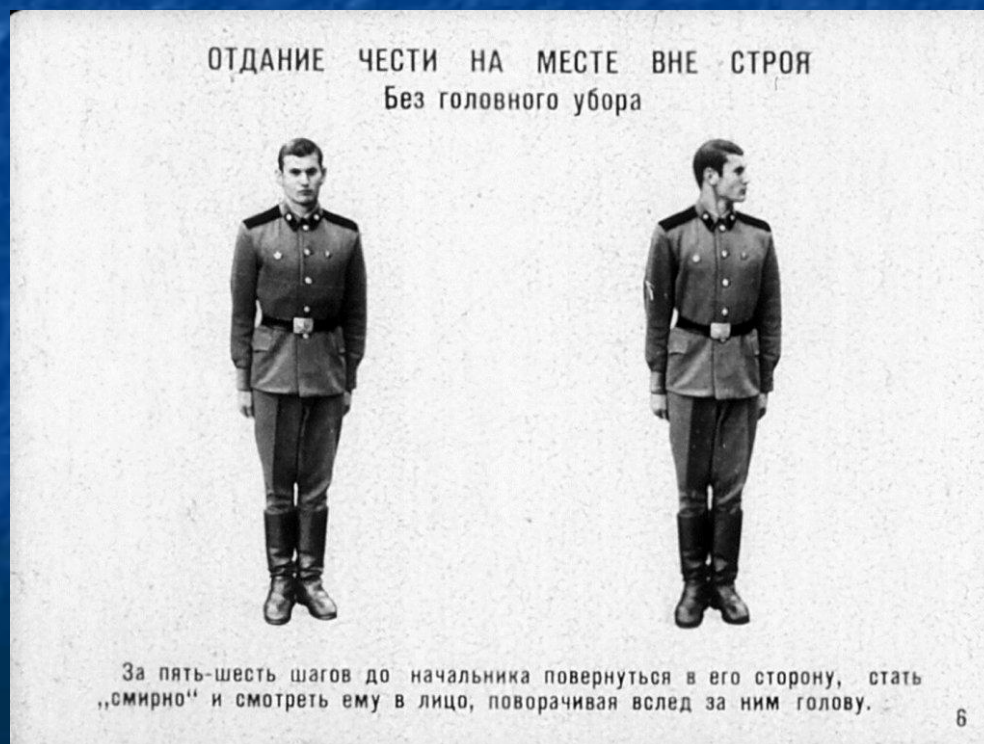 ОТДАНИЕ ЧЕСТИ НА МЕСТЕ ВНЕ СТРОЯ
Без головного убора
За пять-шесть шагов до начальника повернуться в его сторону, стать
„смирно“ и смотреть ему в лицо, поворачивая вслед за ним голову.
6